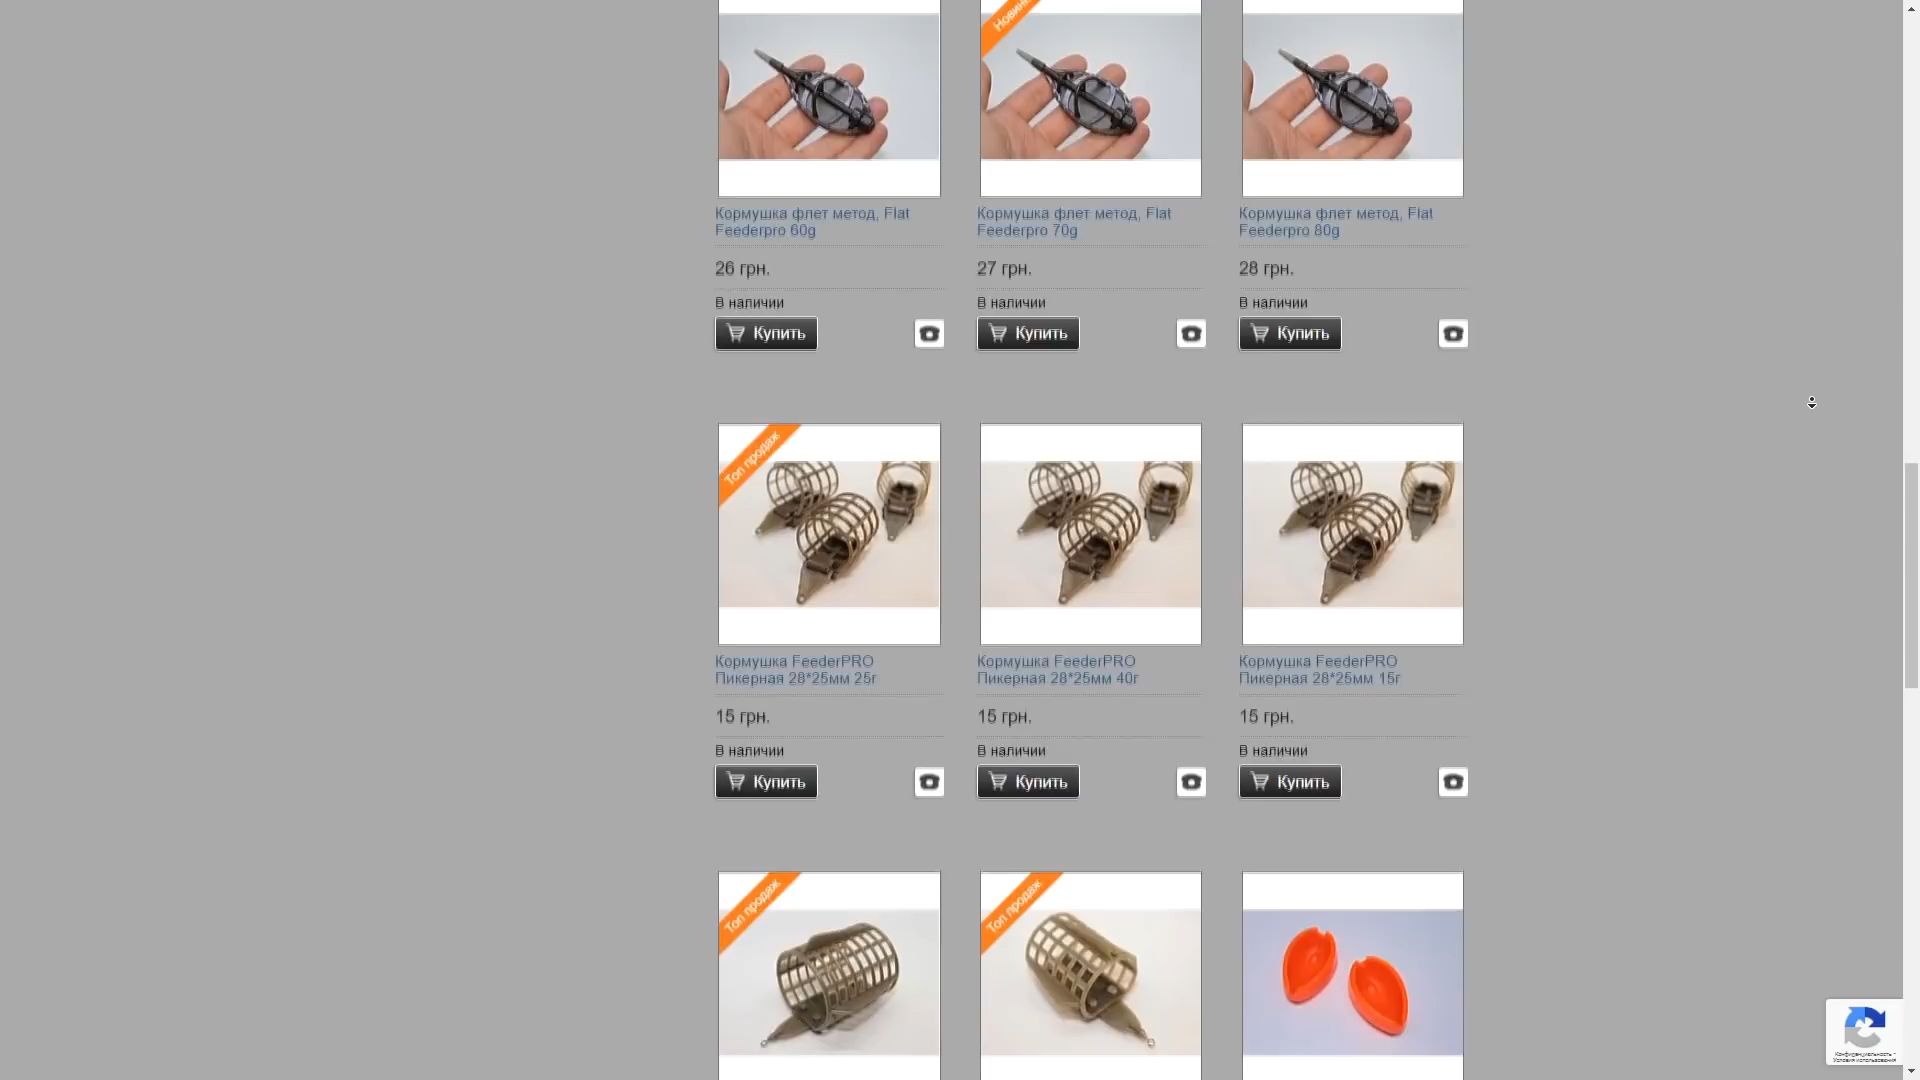 Новинка
Кормушка флет метод, Flat
Feederpro 60g
26 грн.
В наличии
Купить
Кормушка флет метод, Flat
Feederpro 70g
27 грн.
В наличии
Купить
Кормушка флет метод, Flat
Feederpro 80g
28 грн.
В наличии
Купить
Топ продаж
Кормушка FeederPRO
Пикерная 28*25мм 25г
15 грн.
В наличии
Купить
Кормушка FeederPRO
Пикерная 28*25мм 40г
15 грн.
В наличии
Купить
Кормушка FeederPRO
Пикерная 28*25мм 15г
15 грн.
В наличии
Купить
Топ продаж
Топ продаж
Конфиденциальность -
Условия использования